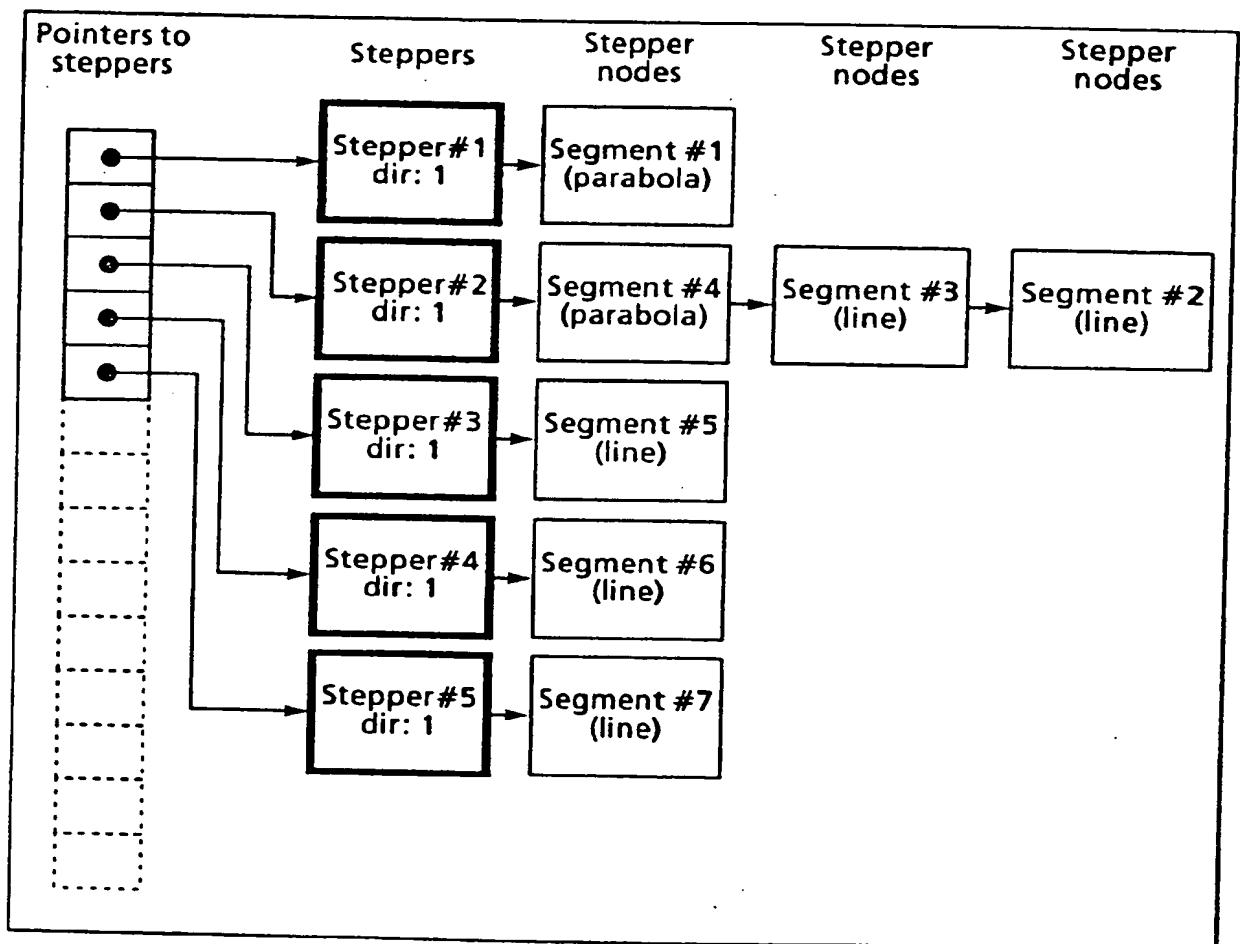 Pointers to
steppers
Steppers
Stepper
nodes
Stepper
nodes
Stepper
nodes
Stepper#1
dir: 1
Segment #1
(parabola)
Stepper#2
dir: 1
Segment #4
(parabola)
Segment #3
(line)
Segment #2
(line)
Stepper#3
dir: 1
Segment #5
(line)
Stepper#4
dir: 1
Segment #6
(line)
Stepper#5
dir: 1
Segment #7
(line)